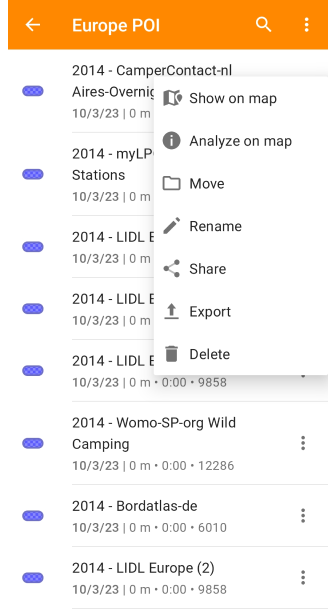 Europe POI
2014 - CamperContact-nl
Aires-Overnig
10/3/23 | 0 m
2014 - myLP
Stations
10/3/23 | 0 m
2014 - LIDL E
10/3/23 | 0 m
2014 - LIDL E
10/3/23 | 0 m
2014 - LIDL E
10/3/23 | 0 m • 0:00 • 9858
Show on map
Analyze on map
Move
Rename
Share
Export
Delete
2014 - Womo-SP-org Wild
Camping
10/3/23 | 0 m • 0:00 • 12286
2014 - Bordatlas-de
10/3/23 | 0 m • 0:00 • 6010
2014 - LIDL Europe (2)
10/3/23 | 0 m • 0:00 • 9858